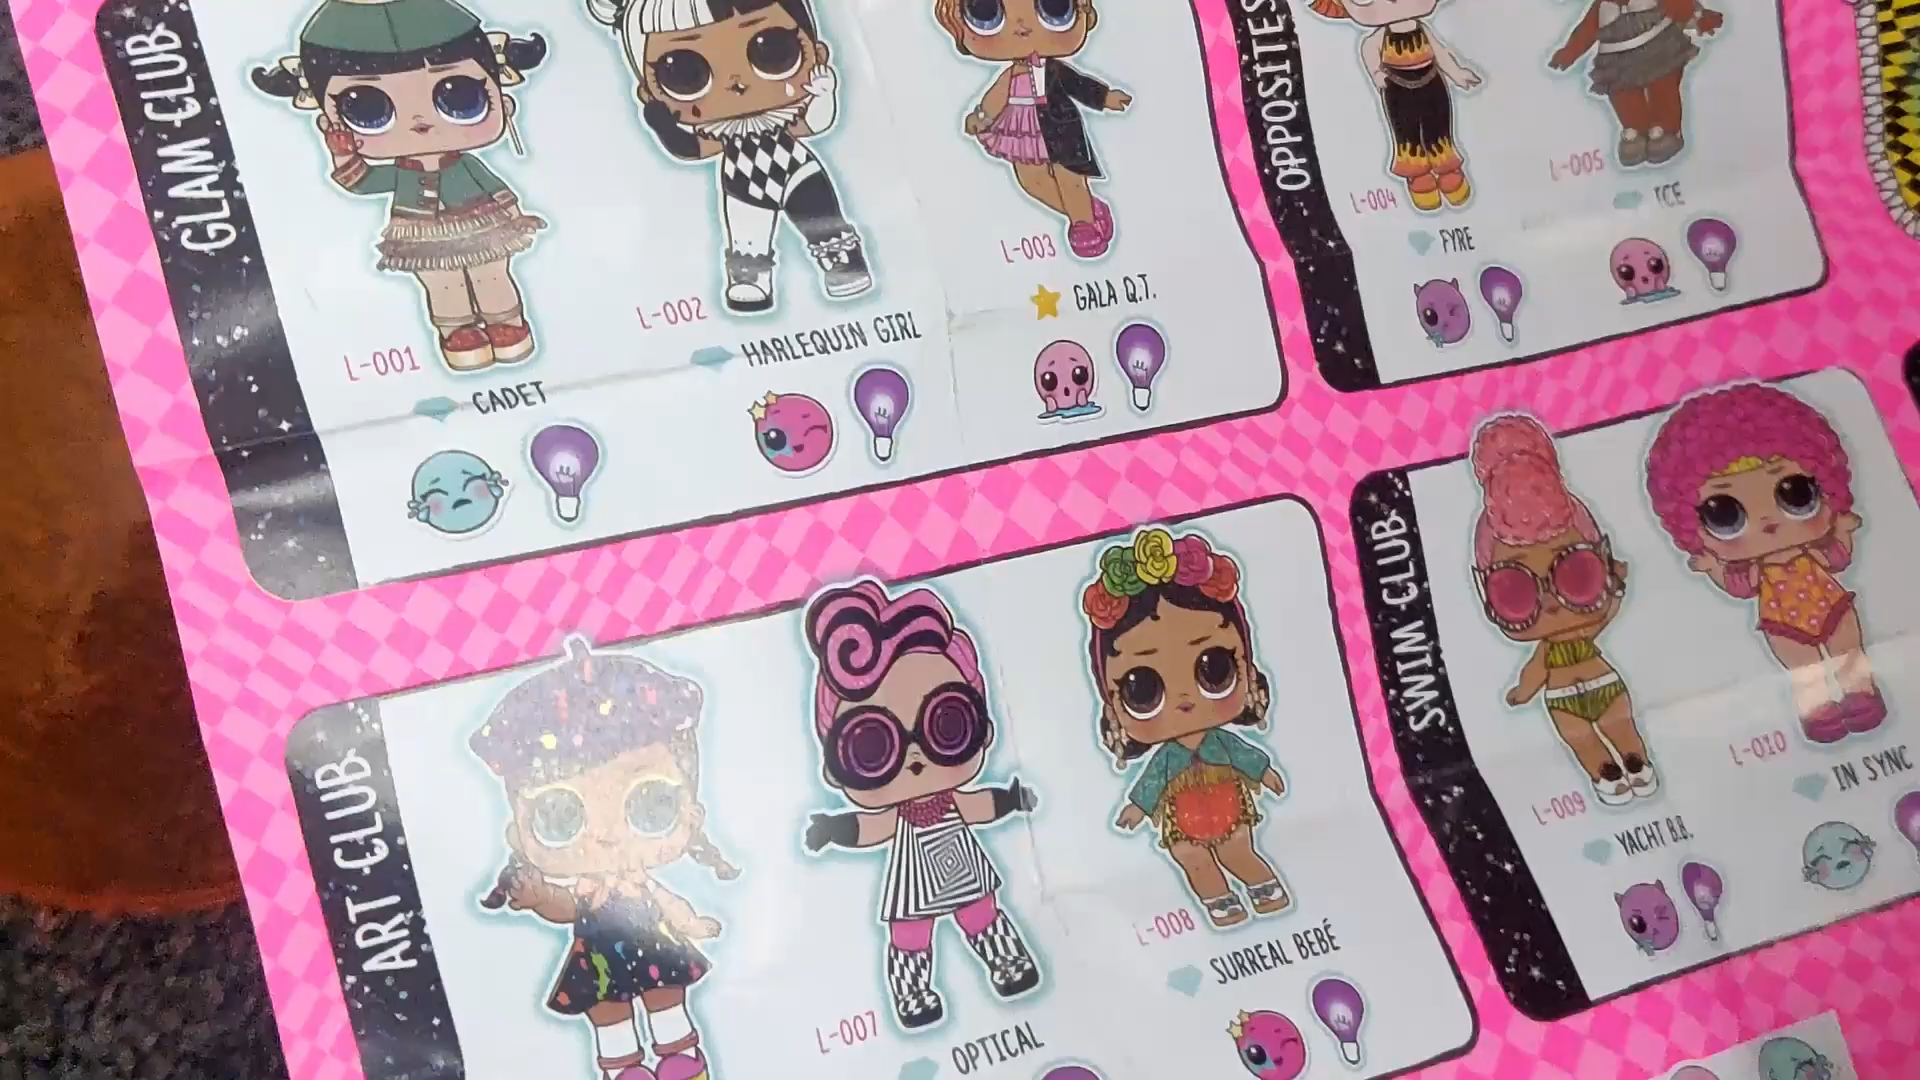 GLAM CLUB
L-001
CADET
L-002
HARLEQUIN GIRL
L-003
GALA Q.T.
OPPOSITES
L-004
FYRE
L-005
ICE
ART CLUB
L-007
OPTICAL
L-008
SURREAL BEBÉ
SWIM CLUB
L-009
YACHT B.B.
L-010
IN SYNC